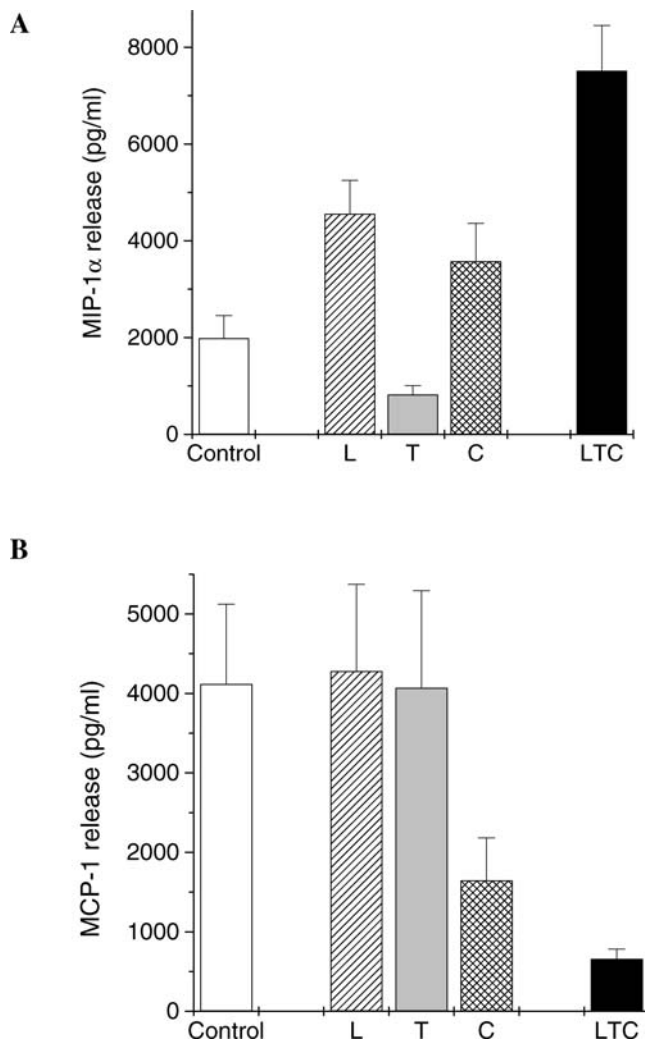 A
MIP-1α release (pg/ml)
8000
6000
4000
2000
0
Control L T C LTC
B
MCP-1 release (pg/ml)
5000
4000
3000
2000
1000
0
Control L T C LTC